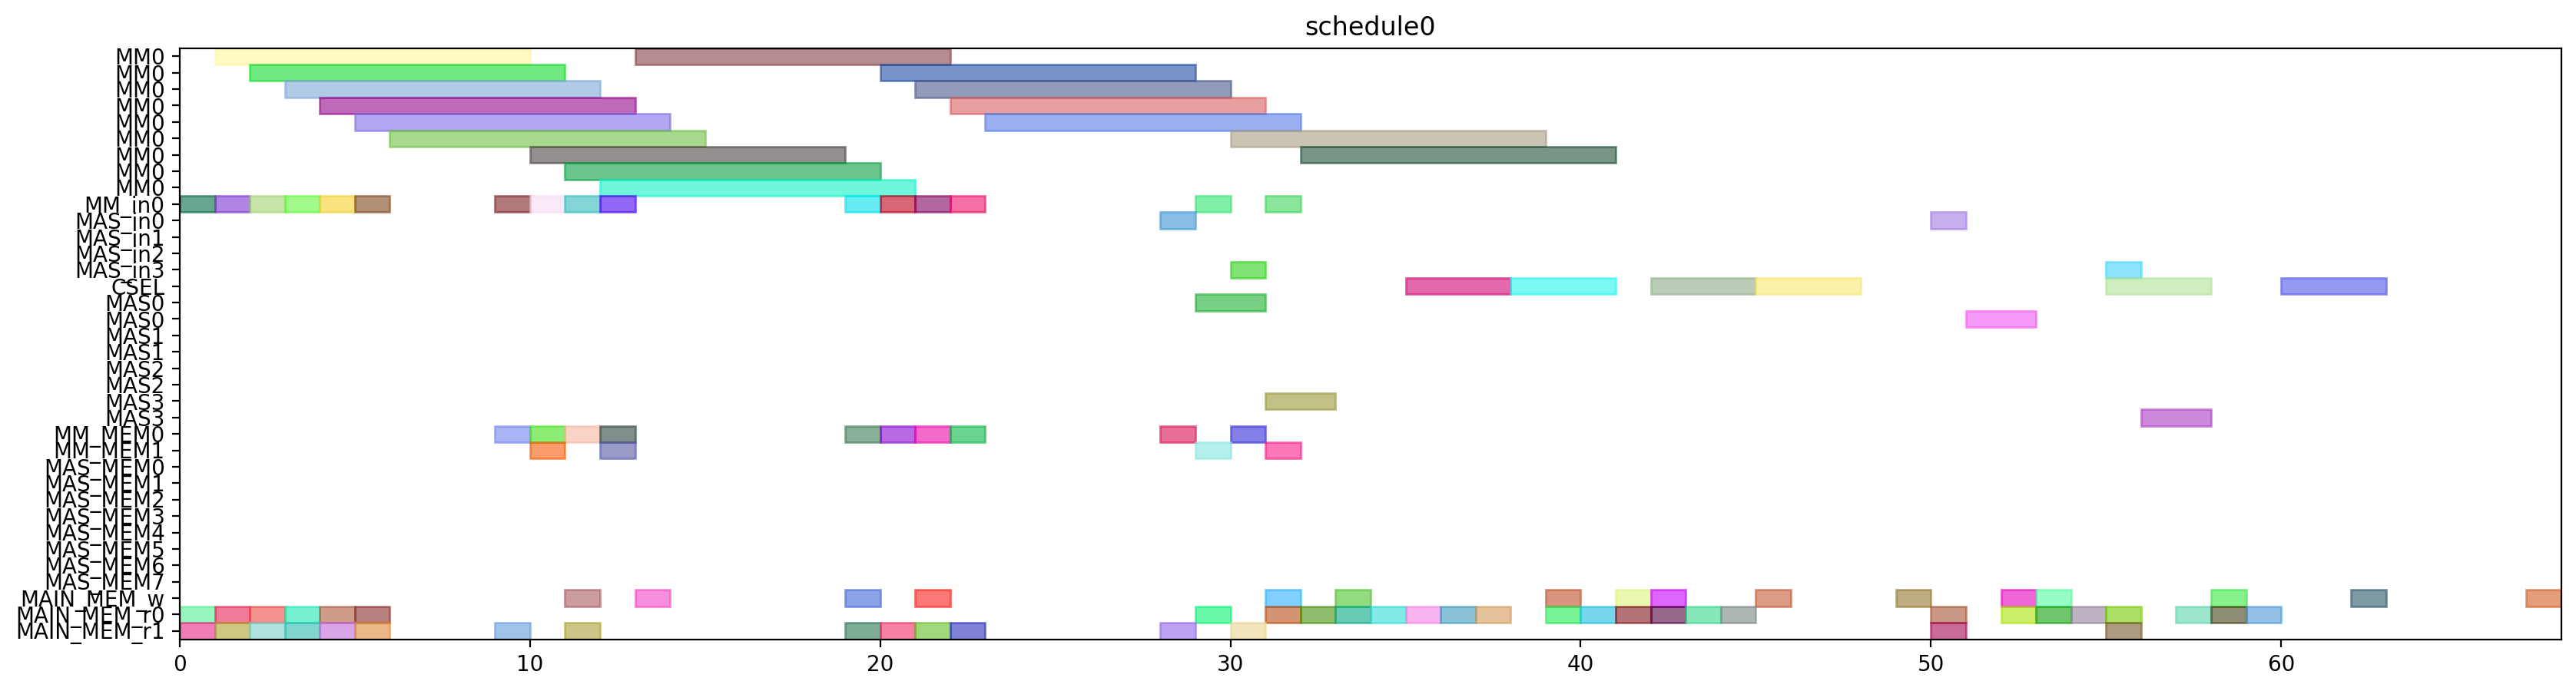 schedule0
MM0
MM0
MM0
MM0
MM0
MM0
MM0
MM0
MM0
MM_in0
MAS_in0
MAS_in1
MAS_in2
MAS_in3
CSEL
MAS0
MAS0
MAS1
MAS1
MAS2
MAS2
MAS3
MAS3
MM_MEM0
MM_MEM1
MAS_MEM0
MAS_MEM1
MAS_MEM2
MAS_MEM3
MAS_MEM4
MAS_MEM5
MAS_MEM6
MAS_MEM7
MAIN_MEM_w
MAIN_MEM_r0
MAIN_MEM_r1
0 10 20 30 40 50 60